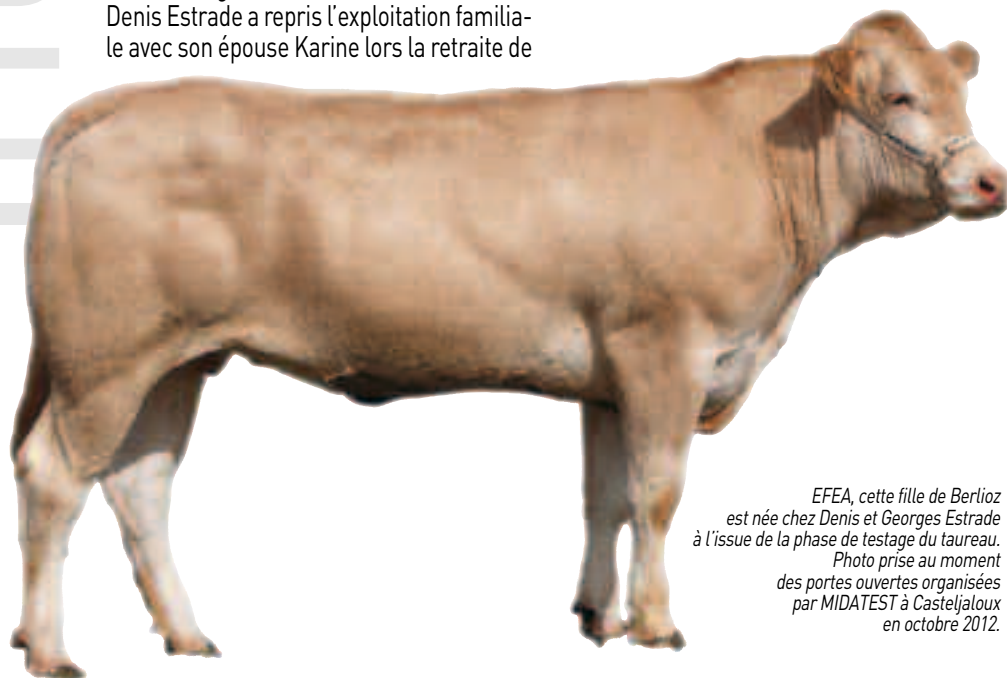 Denis Estrade a repris l’exploitation familia-
le avec son épouse Karine lors la retraite de
EFEA, cette fille de Berlioz
est née chez Denis et Georges Estrade
à l’issue de la phase de testage du taureau.
Photo prise au moment
des portes ouvertes organisées
par MIDATEST à Casteljaloux
en octobre 2012.